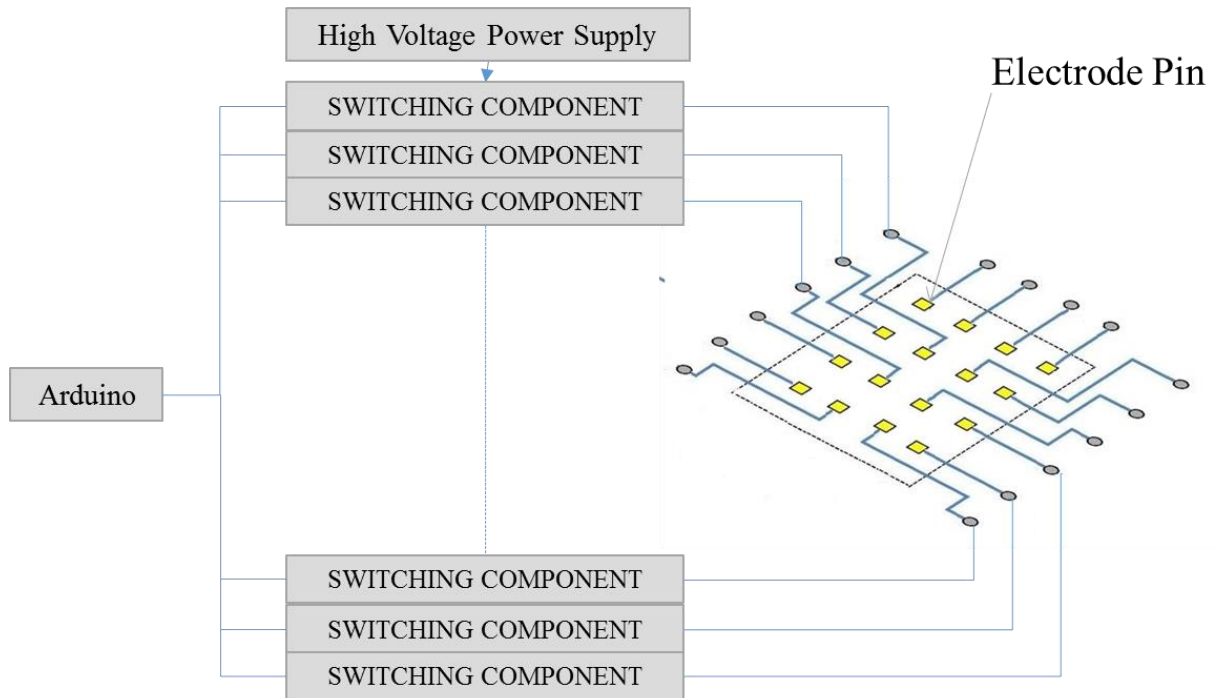 High Voltage Power Supply
Electrode Pin
SWITCHING COMPONENT
SWITCHING COMPONENT
SWITCHING COMPONENT
Arduino
SWITCHING COMPONENT
SWITCHING COMPONENT
SWITCHING COMPONENT